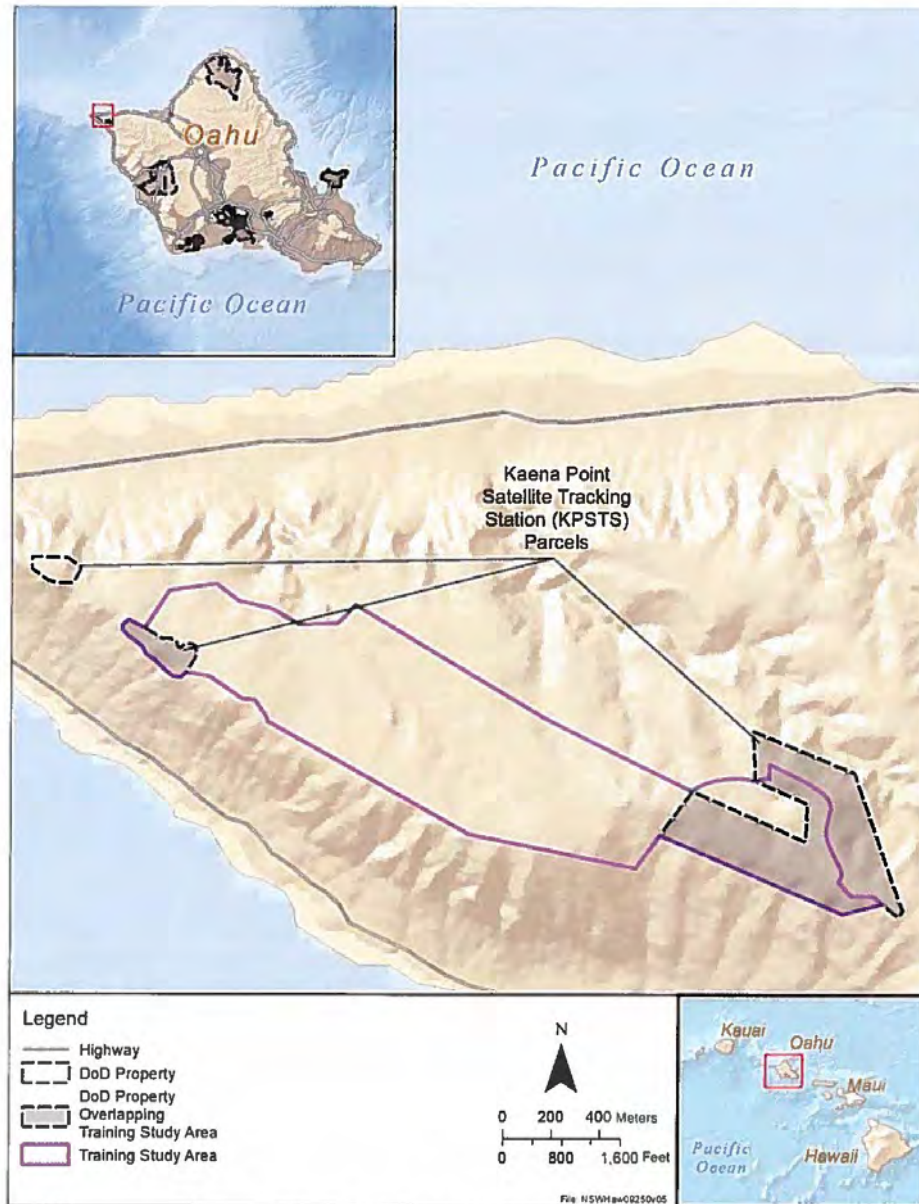 Oahu
Pacific Ocean
Pacific Ocean
Kaena Point
Satellite Tracking
Station (KPSTS)
Parcels
Legend
Highway
DoD Property
DoD Property
Overlapping
Training Study Area
Training Study Area
N
0 200 400 Meters
0 800 1,600 Feet
Kauai
Oahu
Maui
Pacific
Ocean
Hawaii